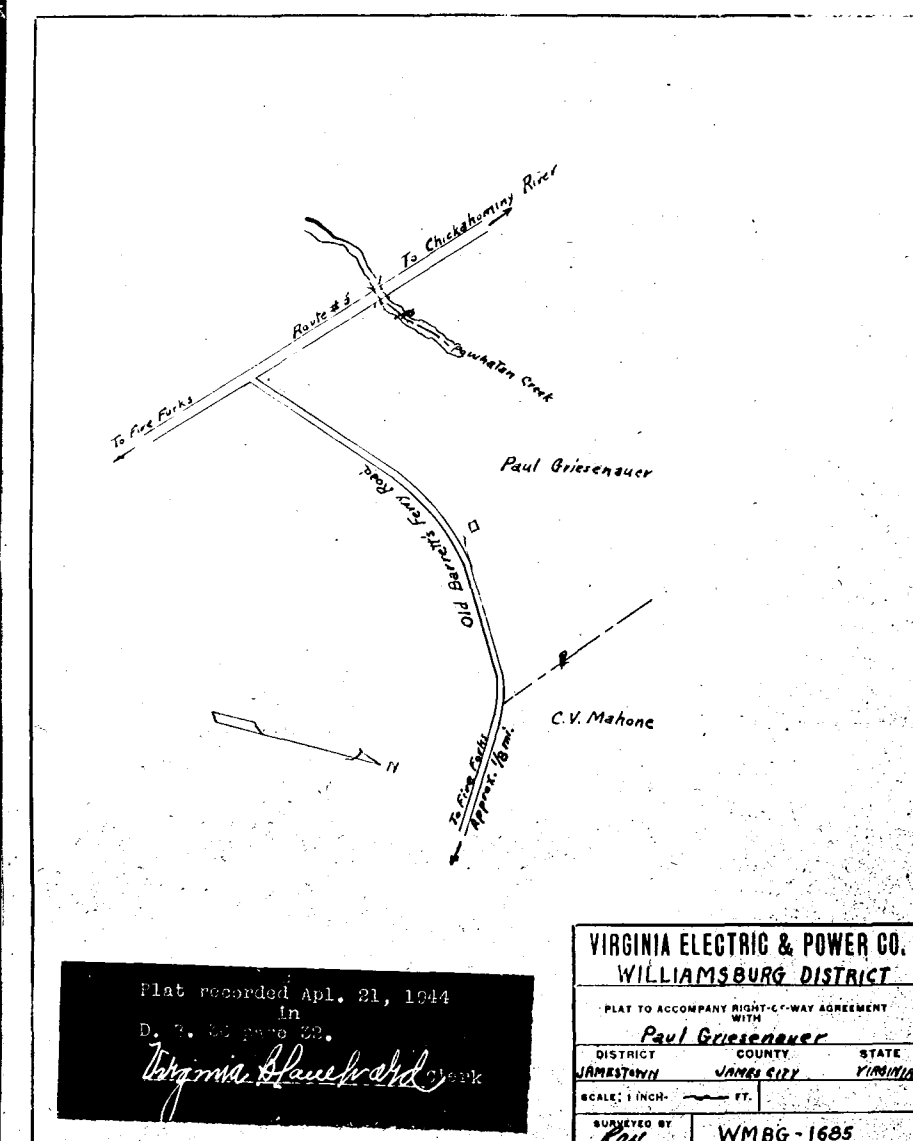 To Chickahominy River
Route #5
Powhatan Creek
To Five Forks
Paul Griesenauer
Old Barrett's Ferry Road
C.V. Mahone
N
To Five Forks
Approx. 1/8 mi.
Plat recorded Apl. 21, 1944
in
D. B. page 32.
Virginia Blanchard Clerk
VIRGINIA ELECTRIC & POWER CO.
WILLIAMSBURG DISTRICT
PLAT TO ACCOMPANY RIGHT-OF-WAY AGREEMENT
WITH
Paul Griesenauer
DISTRICT COUNTY STATE
JAMESTOWN JAMES CITY VIRGINIA
SCALE: 1 INCH- FT.
SURVEYED BY
WMBG-1685